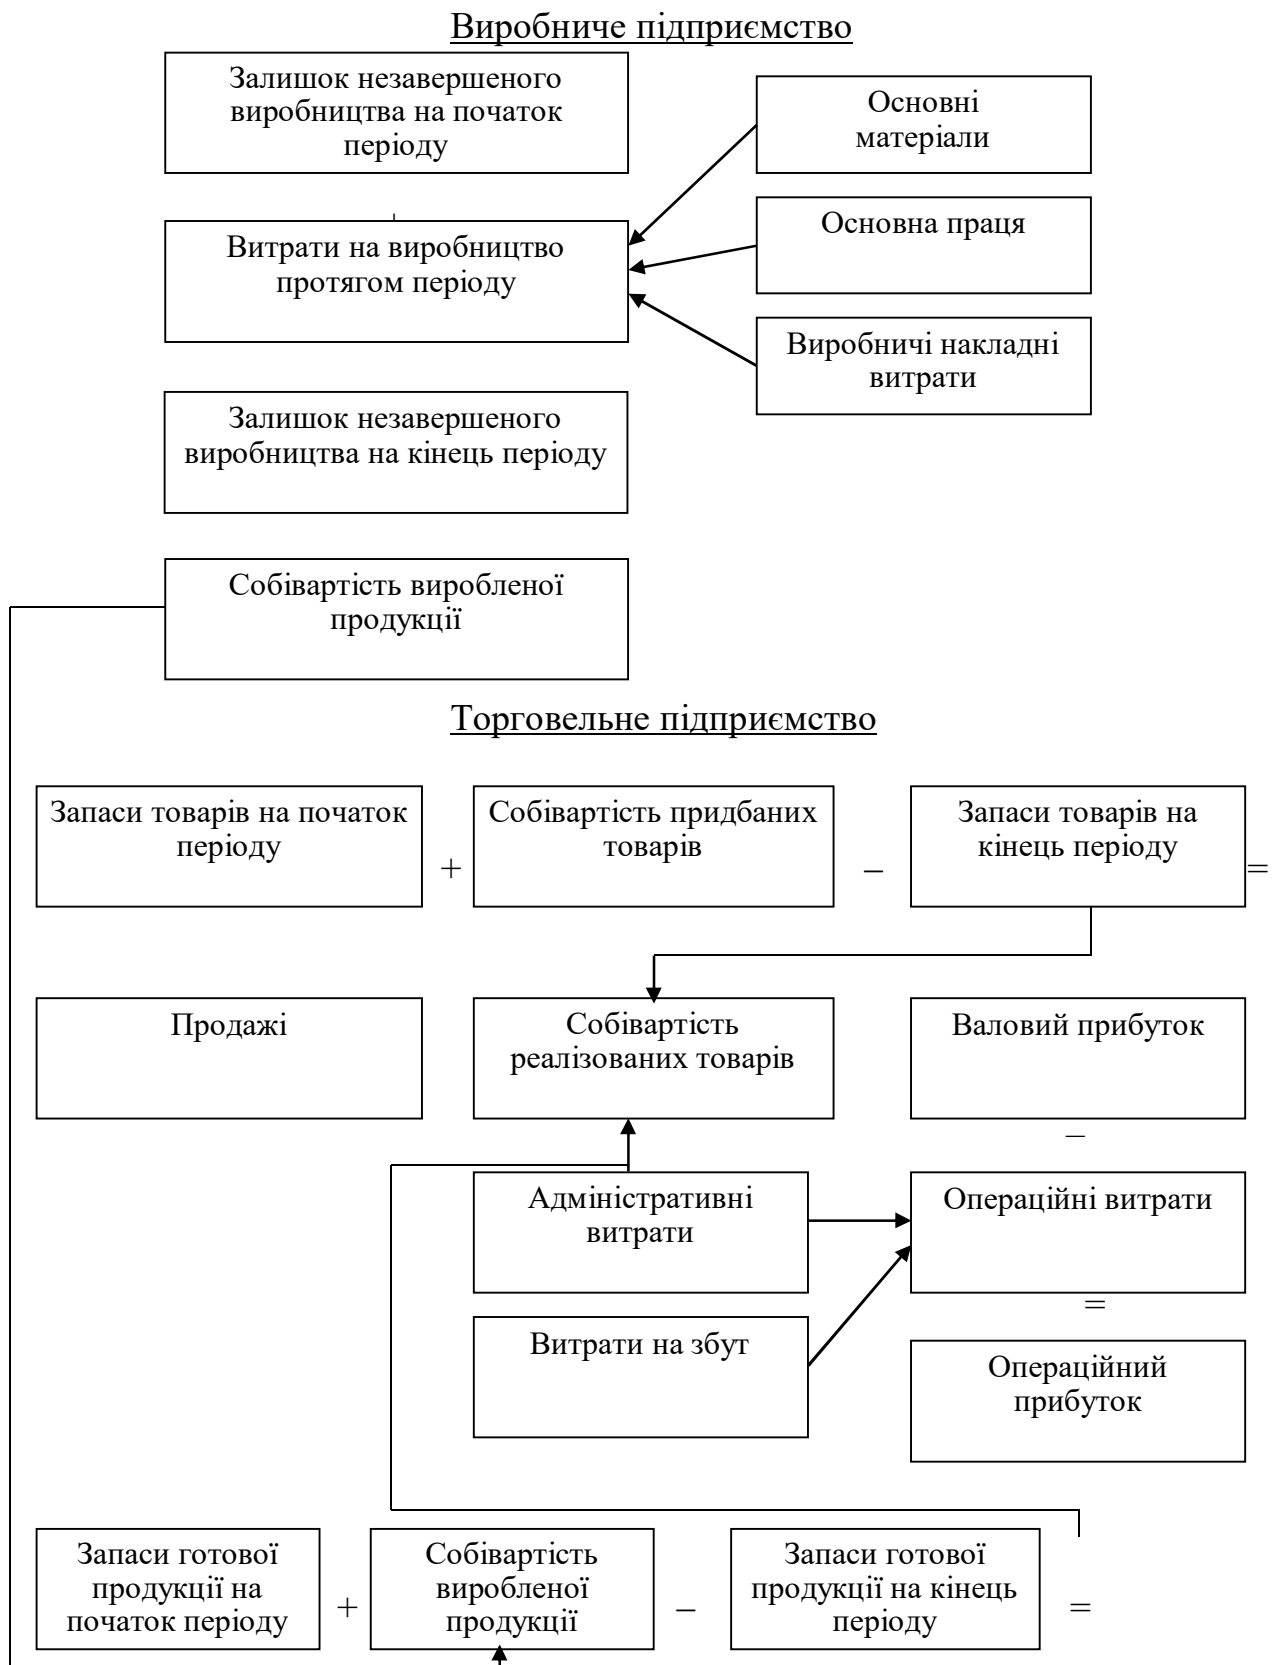 Виробниче підприємство
Залишок незавершеного
виробництва на початок
періоду
Основні
матеріали
Витрати на виробництво
протягом періоду
Основна праця
Виробничі накладні
витрати
Залишок незавершеного
виробництва на кінець періоду
Собівартість виробленої
продукції
Торговельне підприємство
Запаси товарів на початок
періоду
+
Собівартість придбаних
товарів
–
Запаси товарів на
кінець періоду
=
Продажі
Собівартість
реалізованих товарів
Валовий прибуток
–
Адміністративні
витрати
Операційні витрати
=
Витрати на збут
Операційний
прибуток
Запаси готової
продукції на
початок періоду
+
Собівартість
виробленої
продукції
–
Запаси готової
продукції на кінець
періоду
=